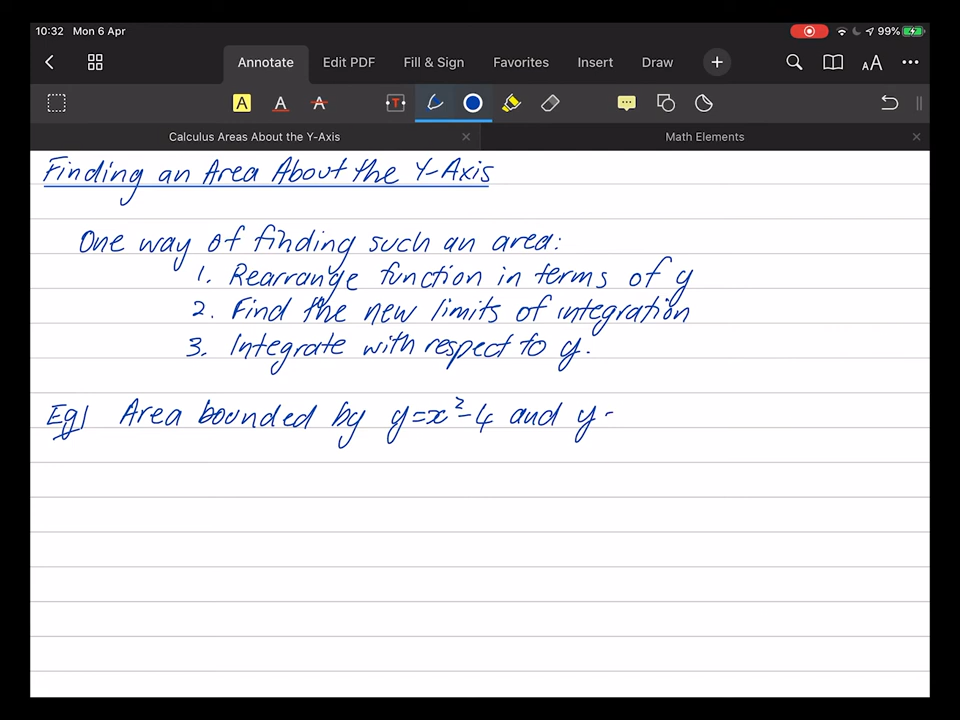 10:32 Mon 6 Apr 99%
Annotate Edit PDF Fill & Sign Favorites Insert Draw
Calculus Areas About the Y-Axis Math Elements
Finding an Area About the Y-Axis
One way of finding such an area:
1. Rearrange function in terms of y
2. Find the new limits of integration
3. Integrate with respect to y.
Eg1 Area bounded by y=x²-4 and y-